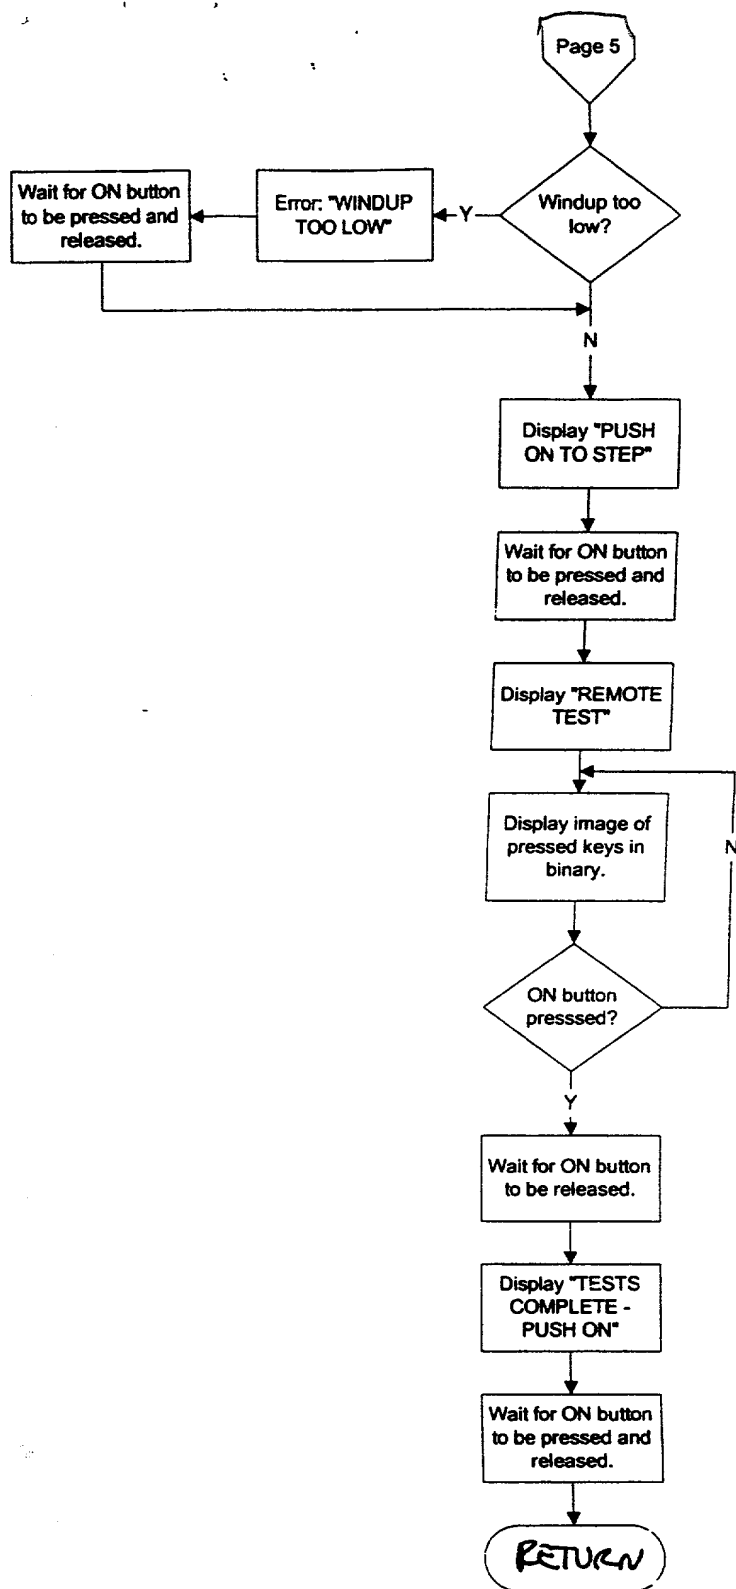 Page 5
Windup too
low?
Y
Error: "WINDUP
TOO LOW"
Wait for ON button
to be pressed and
released.
N
Display "PUSH
ON TO STEP"
Wait for ON button
to be pressed and
released.
Display "REMOTE
TEST"
Display image of
pressed keys in
binary.
N
ON button
presssed?
Y
Wait for ON button
to be released.
Display "TESTS
COMPLETE -
PUSH ON"
Wait for ON button
to be pressed and
released.
RETURN